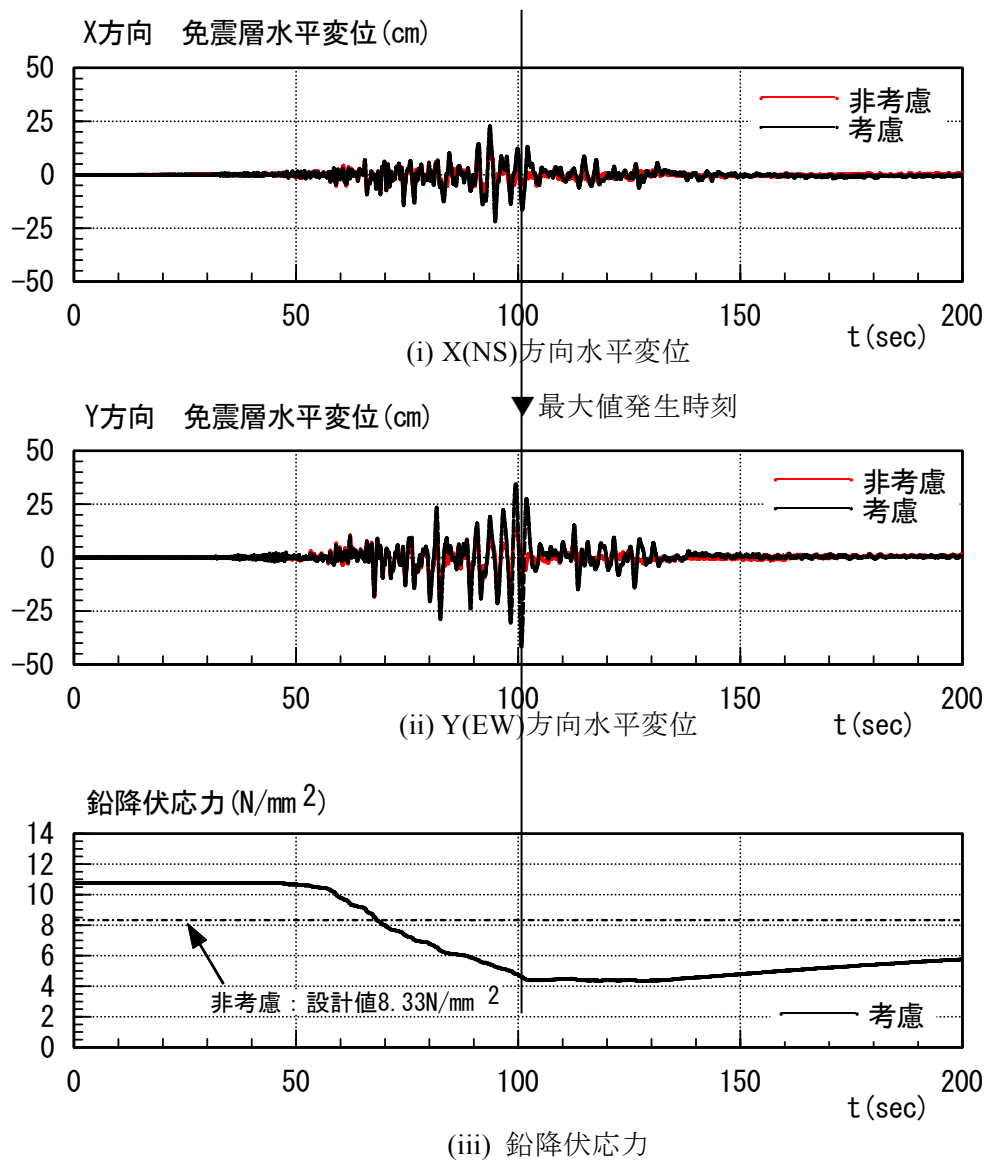 X方向　免震層水平変位(cm)
50
25
0
-25
-50
非考慮
考慮
0 50 100 150 200
t(sec)
(i) X(NS)方向水平変位
▼最大値発生時刻
Y方向　免震層水平変位(cm)
50
25
0
-25
-50
非考慮
考慮
0 50 100 150 200
t(sec)
(ii) Y(EW)方向水平変位
鉛降伏応力(N/mm²)
14
12
10
8
6
4
2
0
非考慮：設計値8.33N/mm²
考慮
0 50 100 150 200
t(sec)
(iii) 鉛降伏応力